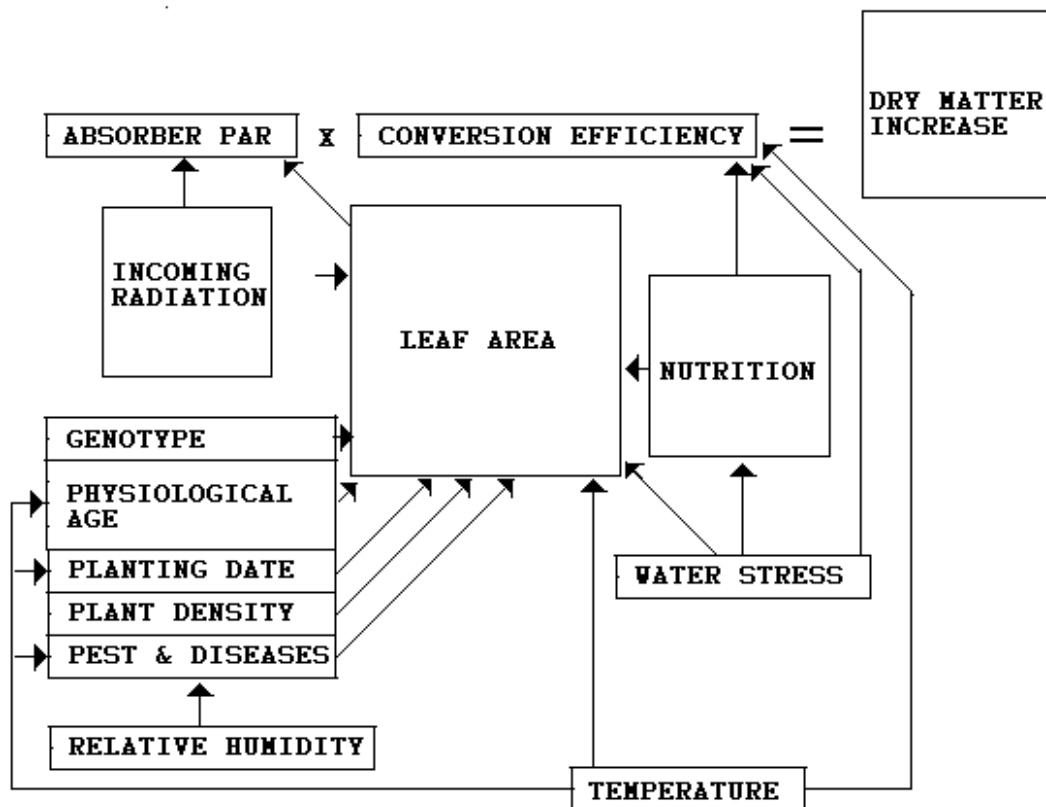 DRY MATTER
INCREASE
ABSORBER PAR x CONVERSION EFFICIENCY =
INCOMING
RADIATION
LEAF AREA
NUTRITION
GENOTYPE
PHYSIOLOGICAL
AGE
PLANTING DATE
WATER STRESS
PLANT DENSITY
PEST & DISEASES
RELATIVE HUMIDITY
TEMPERATURE